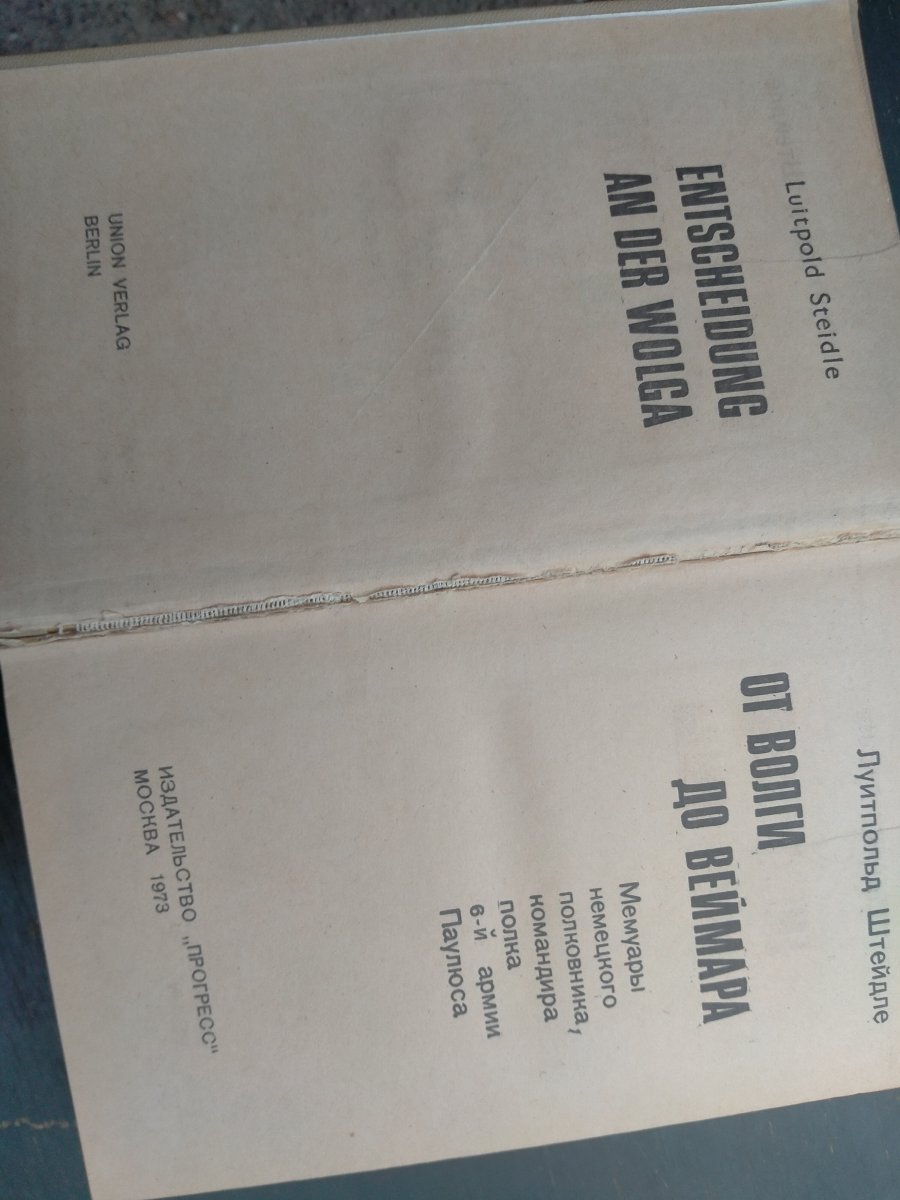 Luitpold Steidle
ENTSCHEIDUNG
AN DER WOLGA
UNION VERLAG
BERLIN
Луитпольд Штейдле
ОТ ВОЛГИ
ДО ВЕЙМАРА
Мемуары
немецкого
полковника,
командира
полка
6-й армии
Паулюса
ИЗДАТЕЛЬСТВО „ПРОГРЕСС“
МОСКВА 1973